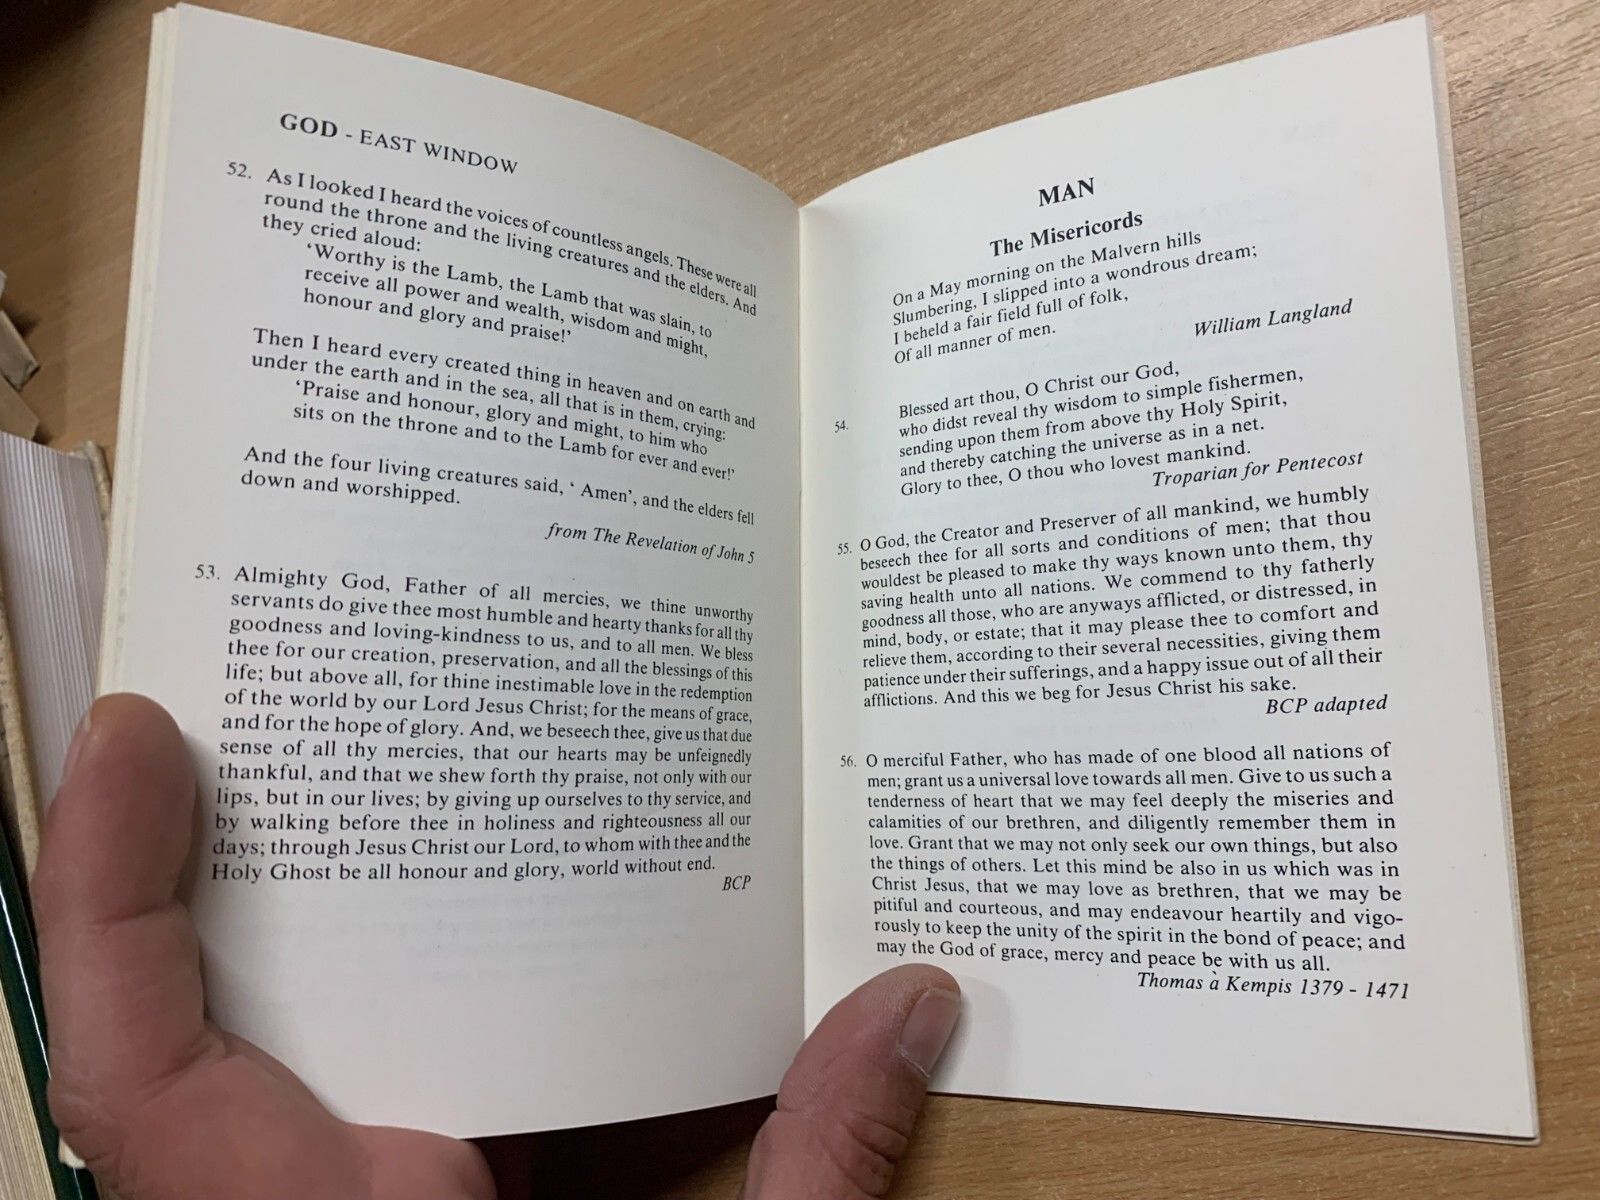 GOD - EAST WINDOW
52. As I looked I heard the voices of countless angels. These were all
round the throne and the living creatures and the elders. And
they cried aloud:
‘Worthy is the Lamb, the Lamb that was slain, to
receive all power and wealth, wisdom and might,
honour and glory and praise!’
Then I heard every created thing in heaven and on earth and
under the earth and in the sea, all that is in them, crying:
‘Praise and honour, glory and might, to him who
sits on the throne and to the Lamb for ever and ever!’
And the four living creatures said, ‘ Amen’, and the elders fell
down and worshipped.
from The Revelation of John 5
53. Almighty God, Father of all mercies, we thine unworthy
servants do give thee most humble and hearty thanks for all thy
goodness and loving-kindness to us, and to all men. We bless
thee for our creation, preservation, and all the blessings of this
life; but above all, for thine inestimable love in the redemption
of the world by our Lord Jesus Christ; for the means of grace,
and for the hope of glory. And, we beseech thee, give us that due
sense of all thy mercies, that our hearts may be unfeignedly
thankful, and that we shew forth thy praise, not only with our
lips, but in our lives; by giving up ourselves to thy service, and
by walking before thee in holiness and righteousness all our
days; through Jesus Christ our Lord, to whom with thee and the
Holy Ghost be all honour and glory, world without end.
BCP
MAN
The Misericords
On a May morning on the Malvern hills
Slumbering, I slipped into a wondrous dream;
I beheld a fair field full of folk,
Of all manner of men.
William Langland
54. Blessed art thou, O Christ our God,
who didst reveal thy wisdom to simple fishermen,
sending upon them from above thy Holy Spirit,
and thereby catching the universe as in a net.
Glory to thee, O thou who lovest mankind.
Troparian for Pentecost
55. O God, the Creator and Preserver of all mankind, we humbly
beseech thee for all sorts and conditions of men; that thou
wouldest be pleased to make thy ways known unto them, thy
saving health unto all nations. We commend to thy fatherly
goodness all those, who are anyways afflicted, or distressed, in
mind, body, or estate; that it may please thee to comfort and
relieve them, according to their several necessities, giving them
patience under their sufferings, and a happy issue out of all their
afflictions. And this we beg for Jesus Christ his sake.
BCP adapted
56. O merciful Father, who has made of one blood all nations of
men; grant us a universal love towards all men. Give to us such a
tenderness of heart that we may feel deeply the miseries and
calamities of our brethren, and diligently remember them in
love. Grant that we may not only seek our own things, but also
the things of others. Let this mind be also in us which was in
Christ Jesus, that we may love as brethren, that we may be
pitiful and courteous, and may endeavour heartily and vigo-
rously to keep the unity of the spirit in the bond of peace; and
may the God of grace, mercy and peace be with us all.
Thomas à Kempis 1379 - 1471